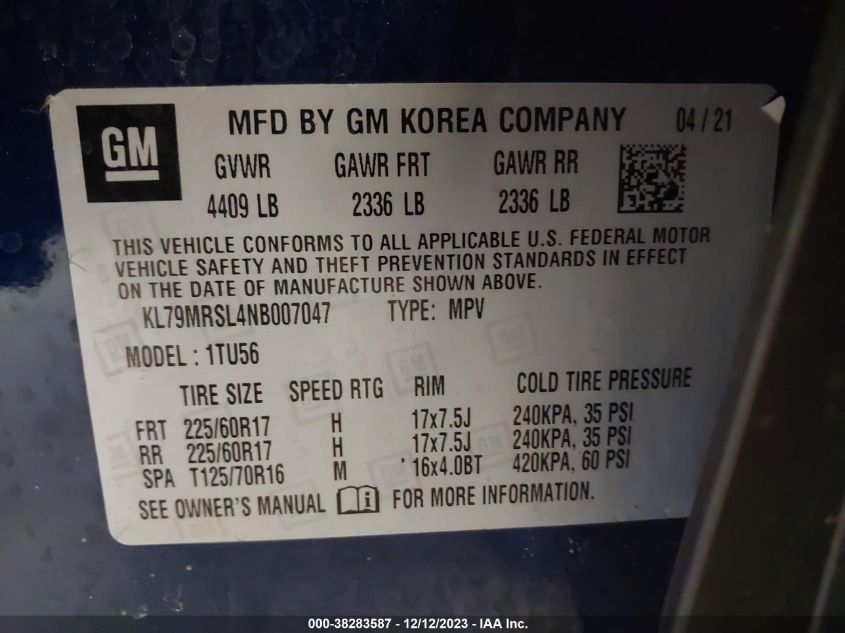 GM
MFD BY GM KOREA COMPANY 04 / 21
GVWR GAWR FRT GAWR RR
4409 LB 2336 LB 2336 LB
THIS VEHICLE CONFORMS TO ALL APPLICABLE U.S. FEDERAL MOTOR
VEHICLE SAFETY AND THEFT PREVENTION STANDARDS IN EFFECT
ON THE DATE OF MANUFACTURE SHOWN ABOVE.
KL79MRSL4NB007047 TYPE: MPV
MODEL : 1TU56
TIRE SIZE SPEED RTG RIM COLD TIRE PRESSURE
FRT 225/60R17 H 17x7.5J 240KPA, 35 PSI
RR 225/60R17 H 17x7.5J 240KPA, 35 PSI
SPA T125/70R16 M 16x4.0BT 420KPA, 60 PSI
SEE OWNER'S MANUAL FOR MORE INFORMATION.
000-38283587 - 12/12/2023 - IAA Inc.